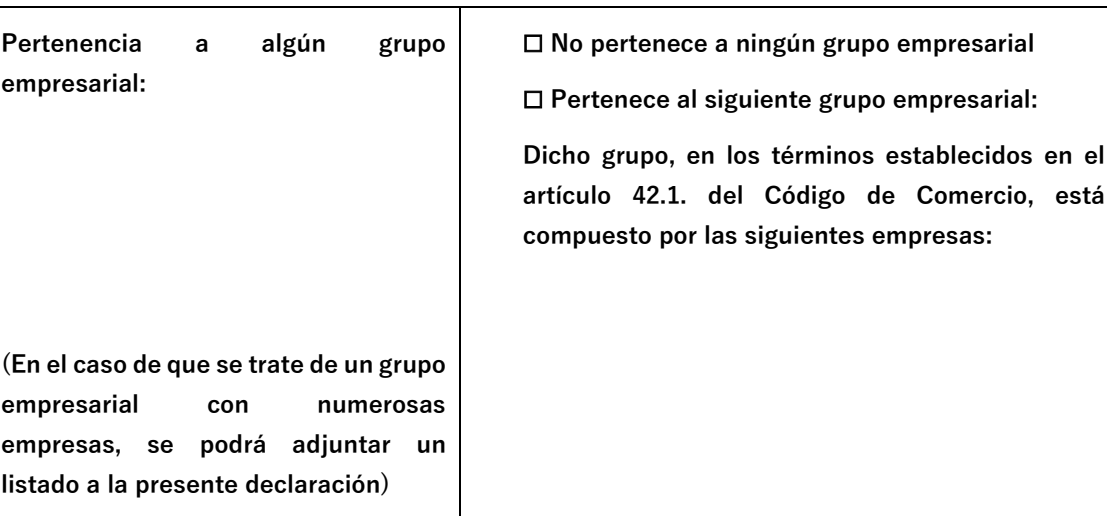 Pertenencia a algún grupo
empresarial:
(En el caso de que se trate de un grupo
empresarial con numerosas
empresas, se podrá adjuntar un
listado a la presente declaración)
☐ No pertenece a ningún grupo empresarial
☐ Pertenece al siguiente grupo empresarial:
Dicho grupo, en los términos establecidos en el
artículo 42.1. del Código de Comercio, está
compuesto por las siguientes empresas: